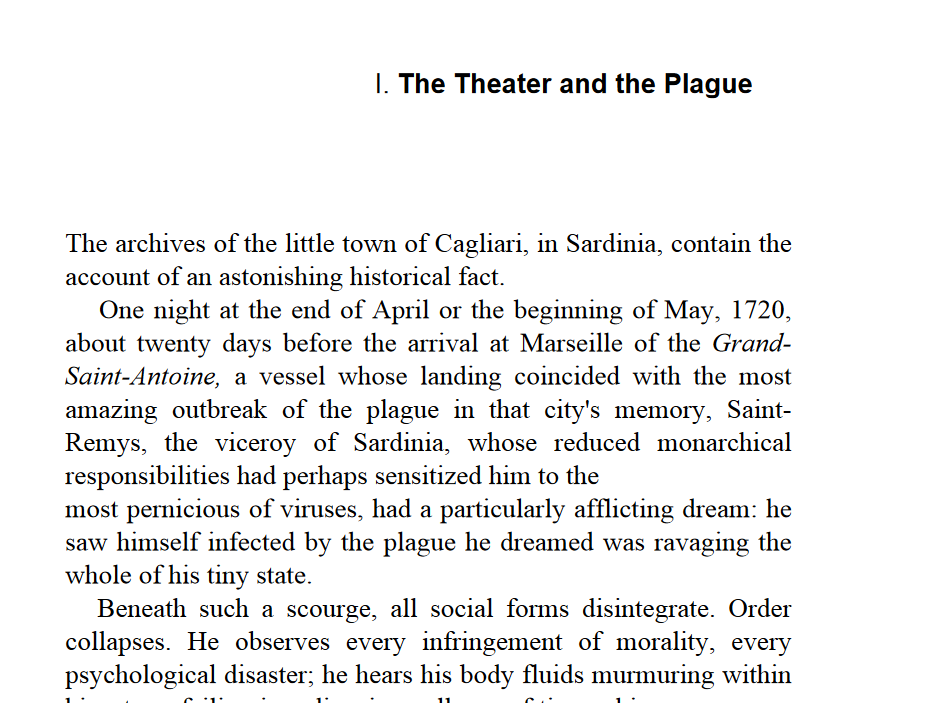 I. The Theater and the Plague
The archives of the little town of Cagliari, in Sardinia, contain the
account of an astonishing historical fact.
One night at the end of April or the beginning of May, 1720,
about twenty days before the arrival at Marseille of the Grand-
Saint-Antoine, a vessel whose landing coincided with the most
amazing outbreak of the plague in that city's memory, Saint-
Remys, the viceroy of Sardinia, whose reduced monarchical
responsibilities had perhaps sensitized him to the
most pernicious of viruses, had a particularly afflicting dream: he
saw himself infected by the plague he dreamed was ravaging the
whole of his tiny state.
Beneath such a scourge, all social forms disintegrate. Order
collapses. He observes every infringement of morality, every
psychological disaster; he hears his body fluids murmuring within